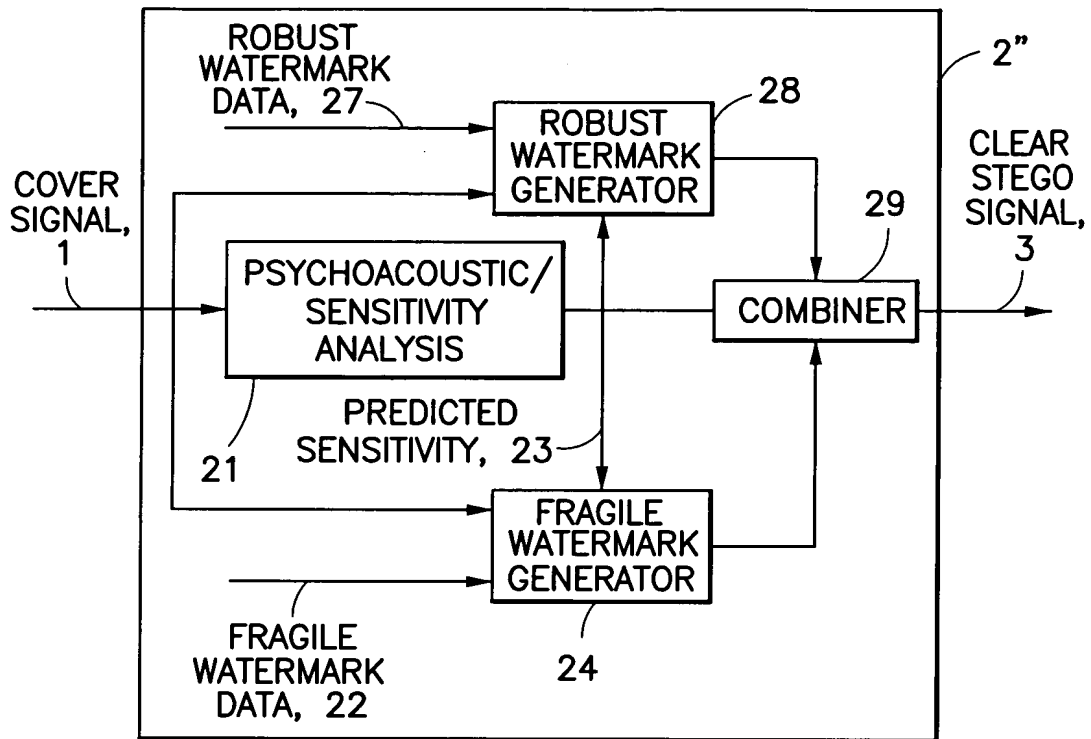 ROBUST
WATERMARK
DATA, 27
2"
28
ROBUST
WATERMARK
GENERATOR
CLEAR
STEGO
SIGNAL,
3
COVER
SIGNAL,
1
29
PSYCHOACOUSTIC/
SENSITIVITY
ANALYSIS
COMBINER
21
PREDICTED
SENSITIVITY, 23
FRAGILE
WATERMARK
GENERATOR
24
FRAGILE
WATERMARK
DATA, 22